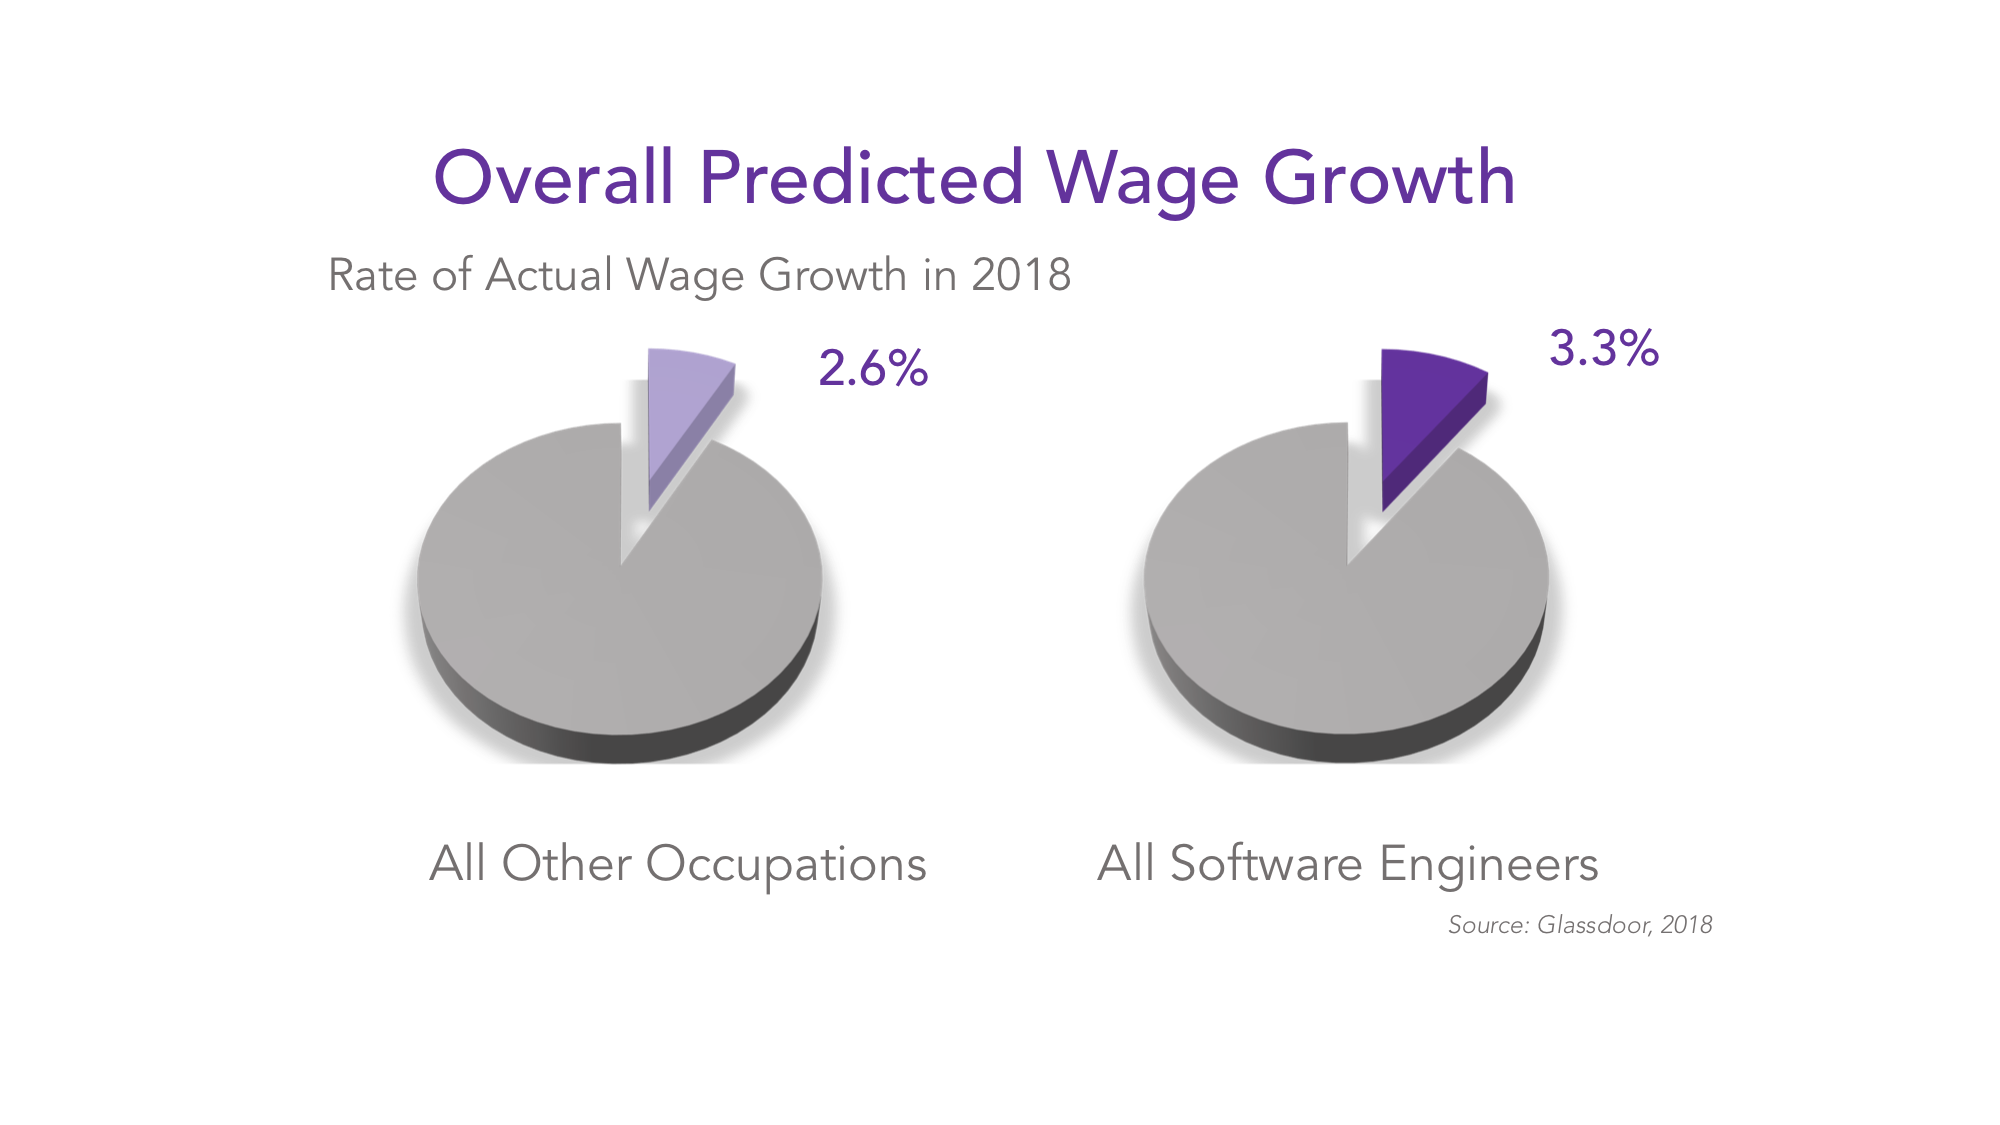 Overall Predicted Wage Growth
Rate of Actual Wage Growth in 2018
2.6%
3.3%
All Other Occupations
All Software Engineers
Source: Glassdoor, 2018